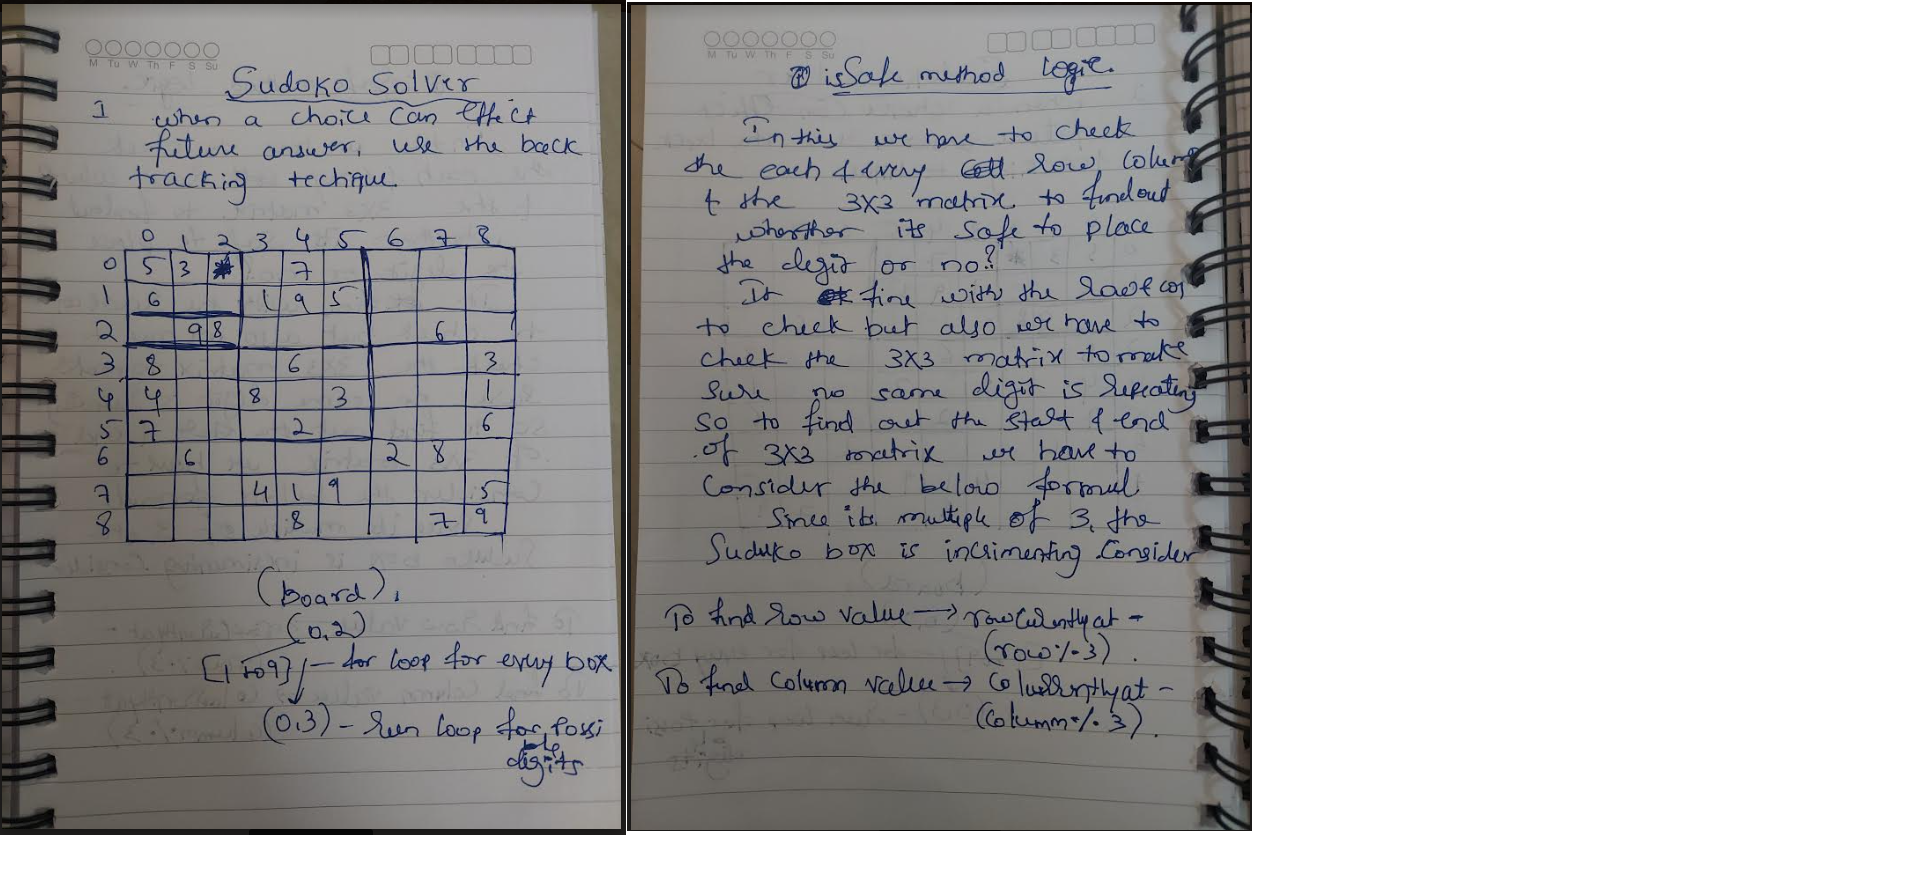 M Tu W Th F S Su
Sudoko Solver
1 when a choice can effect
future answer, use the back
tracking techique
0 1 2 3 4 5 6 7 8
0 5 3 7
1 6 1 9 5
2 9 8 6
3 8 6 3
4 4 8 3 1
5 7 2 6
6 6 2 8
7 4 1 9 5
8 8 7 9
(board),
(0,2)
[1 to 9] — for loop for every box
(0,3) - Run loop for possi
ble
digits
M Tu W Th F S Su
isSafe method logic.
In this we have to check
the each & every row, column
& the 3X3 matrix to findout
wherther its safe to place
the degit or no?
It fine with the row & col
to check but also we have to
check the 3X3 matrix to make
sure no same digit is repeating
so to find out the start & end
of 3X3 matrix we have to
Consider the below formul
Since its multiple of 3, the
Suduko box is incrimenting Consider
To find row value → rowCurrently at -
(row % 3).
To find Column value → at -
(column % 3).